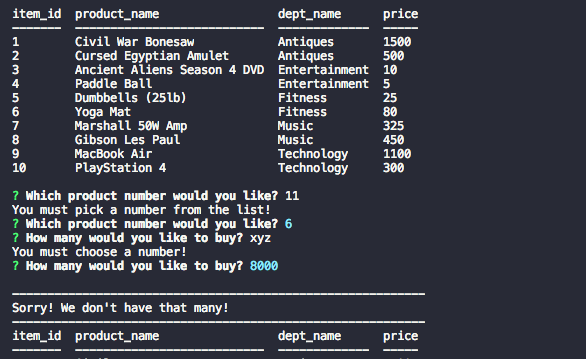 item_id product_name dept_name price
1 Civil War Bonesaw Antiques 1500
2 Cursed Egyptian Amulet Antiques 500
3 Ancient Aliens Season 4 DVD Entertainment 10
4 Paddle Ball Entertainment 5
5 Dumbbells (25lb) Fitness 25
6 Yoga Mat Fitness 80
7 Marshall 50W Amp Music 325
8 Gibson Les Paul Music 450
9 MacBook Air Technology 1100
10 PlayStation 4 Technology 300
? Which product number would you like? 11
You must pick a number from the list!
? Which product number would you like? 6
? How many would you like to buy? xyz
You must choose a number!
? How many would you like to buy? 8000
Sorry! We don't have that many!
item_id product_name dept_name price